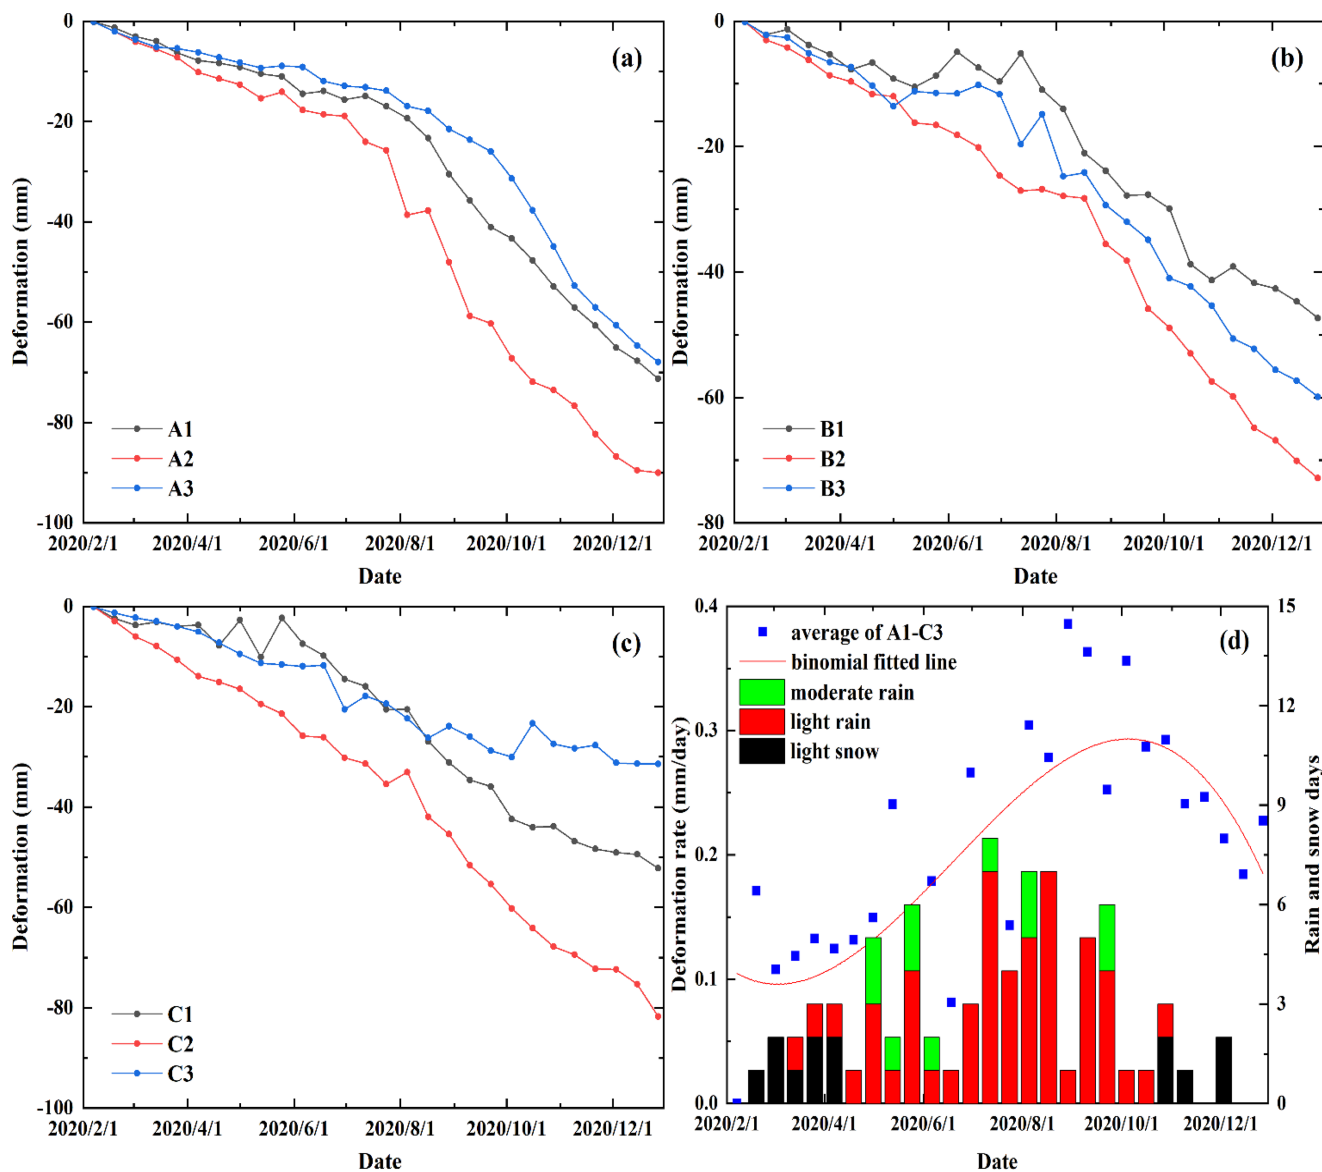 (a)
0
-20
-40
-60
-80
-100
Deformation (mm)
A1
A2
A3
2020/2/1 2020/4/1 2020/6/1 2020/8/1 2020/10/1 2020/12/1
Date
(b)
0
-20
-40
-60
-80
Deformation (mm)
B1
B2
B3
2020/2/1 2020/4/1 2020/6/1 2020/8/1 2020/10/1 2020/12/1
Date
(c)
0
-20
-40
-60
-80
-100
Deformation (mm)
C1
C2
C3
2020/2/1 2020/4/1 2020/6/1 2020/8/1 2020/10/1 2020/12/1
Date
(d)
0.4
0.3
0.2
0.1
0.0
Deformation rate (mm/day)
average of A1-C3
binomial fitted line
moderate rain
light rain
light snow
15
12
9
6
3
0
Rain and snow days
2020/2/1 2020/4/1 2020/6/1 2020/8/1 2020/10/1 2020/12/1
Date